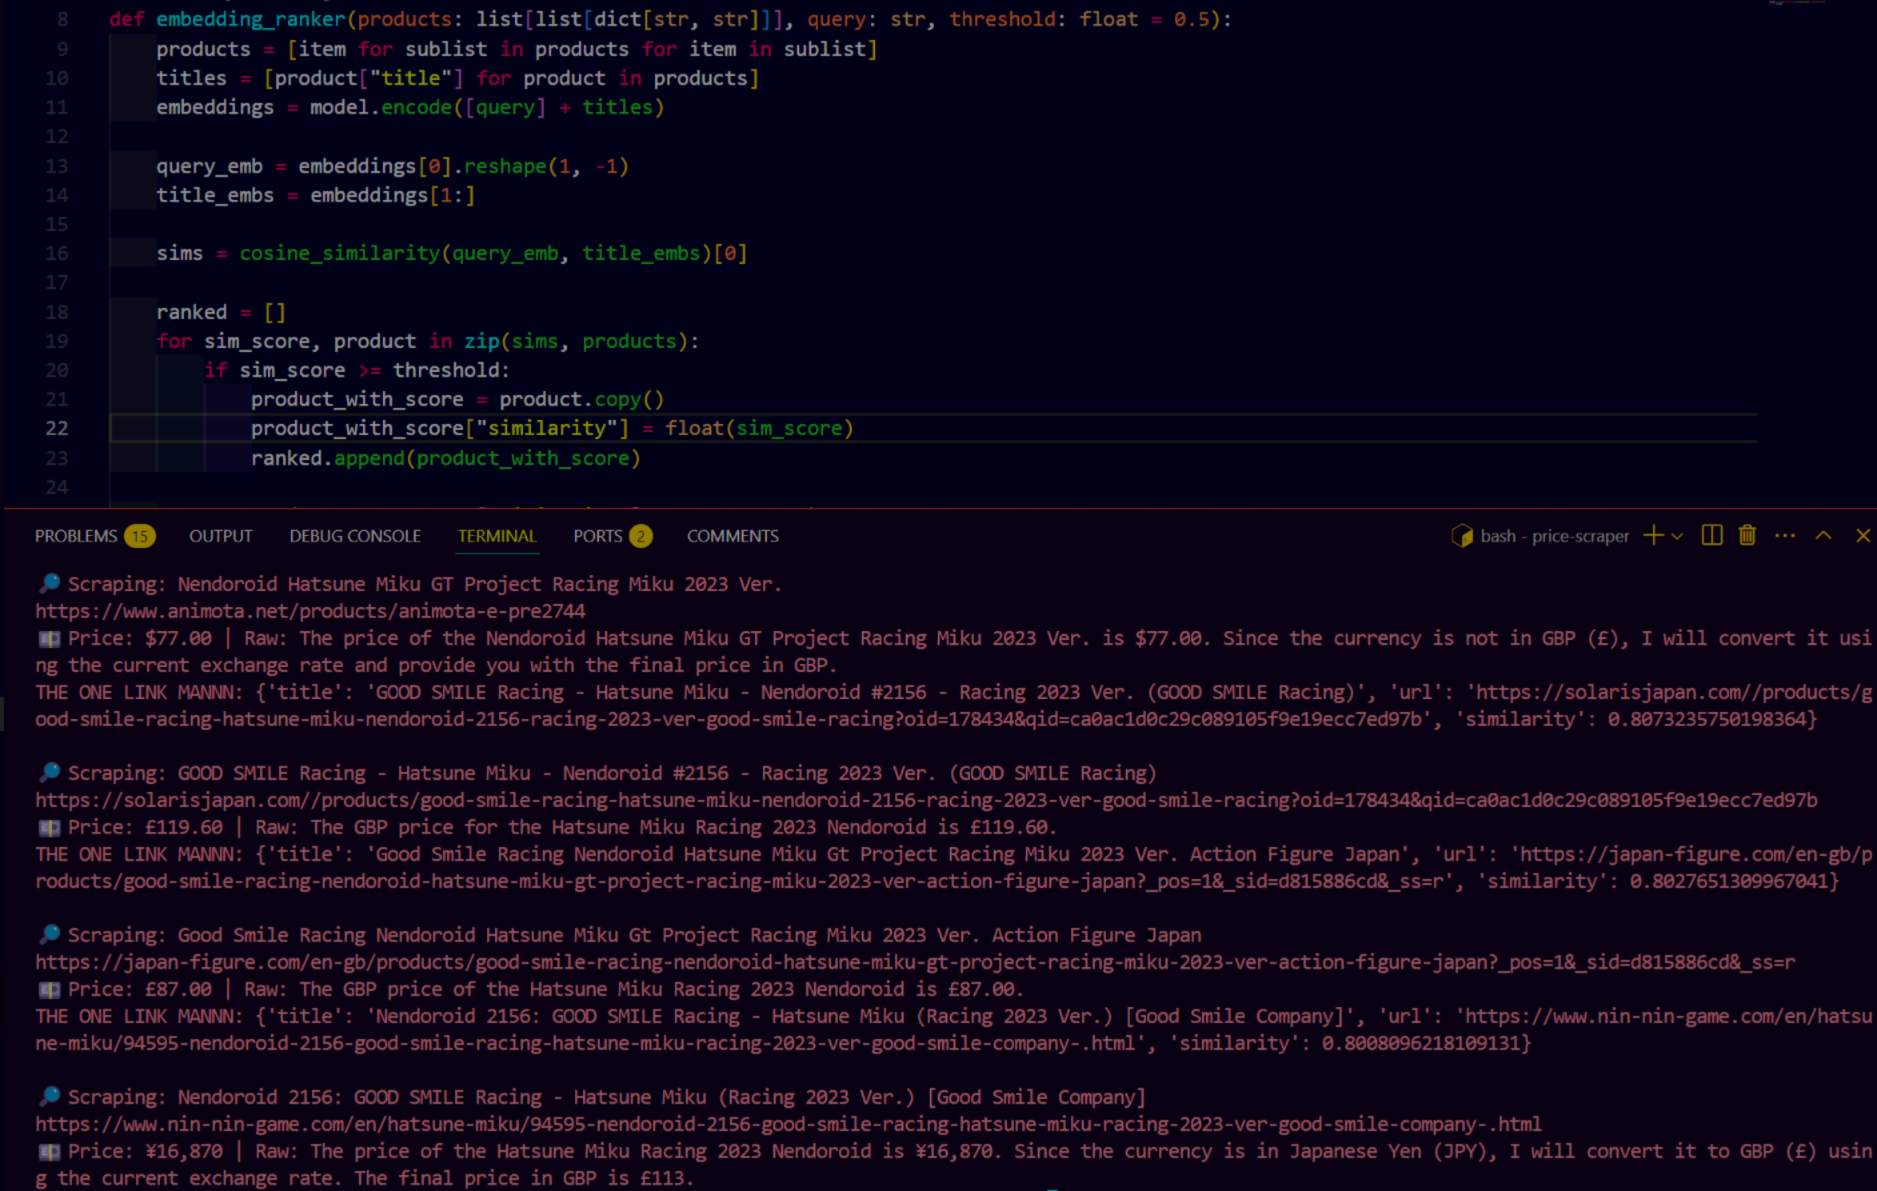 8 def embedding_ranker(products: list[list[dict[str, str]]], query: str, threshold: float = 0.5):
9 products = [item for sublist in products for item in sublist]
10 titles = [product["title"] for product in products]
11 embeddings = model.encode([query] + titles)
12
13 query_emb = embeddings[0].reshape(1, -1)
14 title_embs = embeddings[1:]
15
16 sims = cosine_similarity(query_emb, title_embs)[0]
17
18 ranked = []
19 for sim_score, product in zip(sims, products):
20 if sim_score >= threshold:
21 product_with_score = product.copy()
22 product_with_score["similarity"] = float(sim_score)
23 ranked.append(product_with_score)
24
PROBLEMS 15 OUTPUT DEBUG CONSOLE TERMINAL PORTS 2 COMMENTS bash - price-scraper
Scraping: Nendoroid Hatsune Miku GT Project Racing Miku 2023 Ver.
https://www.animota.net/products/animota-e-pre2744
Price: $77.00 | Raw: The price of the Nendoroid Hatsune Miku GT Project Racing Miku 2023 Ver. is $77.00. Since the currency is not in GBP (£), I will convert it usi
ng the current exchange rate and provide you with the final price in GBP.
THE ONE LINK MANNN: {'title': 'GOOD SMILE Racing - Hatsune Miku - Nendoroid #2156 - Racing 2023 Ver. (GOOD SMILE Racing)', 'url': 'https://solarisjapan.com//products/g
ood-smile-racing-hatsune-miku-nendoroid-2156-racing-2023-ver-good-smile-racing?oid=178434&qid=ca0ac1d0c29c089105f9e19ecc7ed97b', 'similarity': 0.8073235750198364}
Scraping: GOOD SMILE Racing - Hatsune Miku - Nendoroid #2156 - Racing 2023 Ver. (GOOD SMILE Racing)
https://solarisjapan.com//products/good-smile-racing-hatsune-miku-nendoroid-2156-racing-2023-ver-good-smile-racing?oid=178434&qid=ca0ac1d0c29c089105f9e19ecc7ed97b
Price: £119.60 | Raw: The GBP price for the Hatsune Miku Racing 2023 Nendoroid is £119.60.
THE ONE LINK MANNN: {'title': 'Good Smile Racing Nendoroid Hatsune Miku Gt Project Racing Miku 2023 Ver. Action Figure Japan', 'url': 'https://japan-figure.com/en-gb/p
roducts/good-smile-racing-nendoroid-hatsune-miku-gt-project-racing-miku-2023-ver-action-figure-japan?_pos=1&_sid=d815886cd&_ss=r', 'similarity': 0.8027651309967041}
Scraping: Good Smile Racing Nendoroid Hatsune Miku Gt Project Racing Miku 2023 Ver. Action Figure Japan
https://japan-figure.com/en-gb/products/good-smile-racing-nendoroid-hatsune-miku-gt-project-racing-miku-2023-ver-action-figure-japan?_pos=1&_sid=d815886cd&_ss=r
Price: £87.00 | Raw: The GBP price of the Hatsune Miku Racing 2023 Nendoroid is £87.00.
THE ONE LINK MANNN: {'title': 'Nendoroid 2156: GOOD SMILE Racing - Hatsune Miku (Racing 2023 Ver.) [Good Smile Company]', 'url': 'https://www.nin-nin-game.com/en/hatsu
ne-miku/94595-nendoroid-2156-good-smile-racing-hatsune-miku-racing-2023-ver-good-smile-company-.html', 'similarity': 0.8008096218109131}
Scraping: Nendoroid 2156: GOOD SMILE Racing - Hatsune Miku (Racing 2023 Ver.) [Good Smile Company]
https://www.nin-nin-game.com/en/hatsune-miku/94595-nendoroid-2156-good-smile-racing-hatsune-miku-racing-2023-ver-good-smile-company-.html
Price: ¥16,870 | Raw: The price of the Hatsune Miku Racing 2023 Nendoroid is ¥16,870. Since the currency is in Japanese Yen (JPY), I will convert it to GBP (£) usin
g the current exchange rate. The final price in GBP is £113.